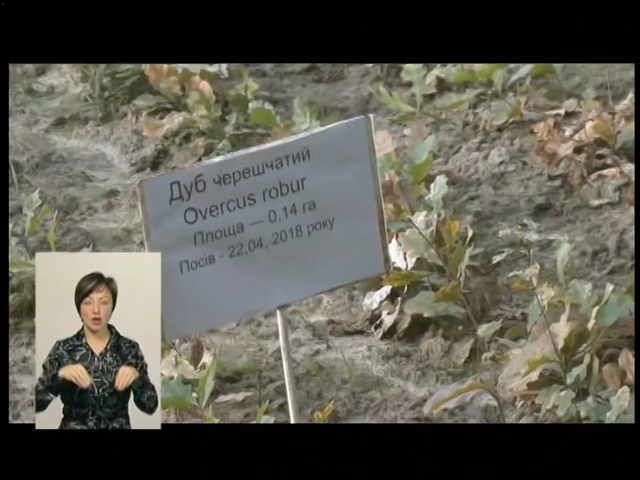 Дуб черешчатий
Overcus robur
Площа — 0,14 га
Посів - 22,04, 2018 року